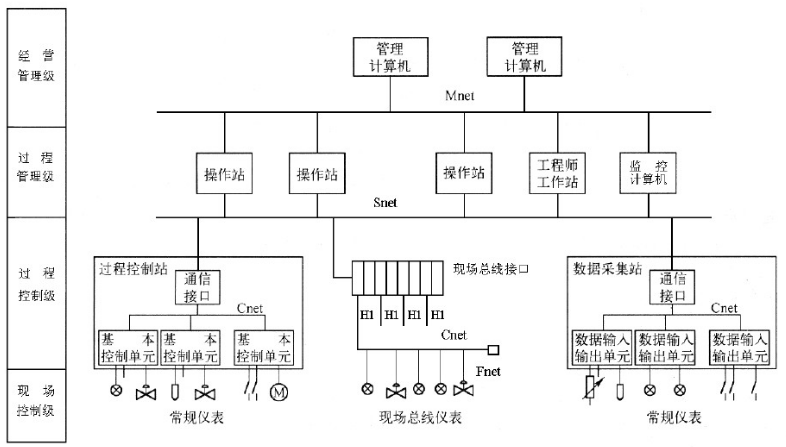 经 营
管理级
管理
计算机
管理
计算机
Mnet
过 程
管理级
操作站
操作站
操作站
工程师
工作站
监 控
计算机
Snet
过 程
控制级
过程控制站
通信
接口
Cnet
基 本
控制单元
基 本
控制单元
基 本
控制单元
现场总线接口
H1
H1
H1
H1
Cnet
Fnet
数据采集站
通信
接口
Cnet
数据输入
输出单元
数据输入
输出单元
数据输入
输出单元
现 场
控制级
M
常规仪表
现场总线仪表
常规仪表